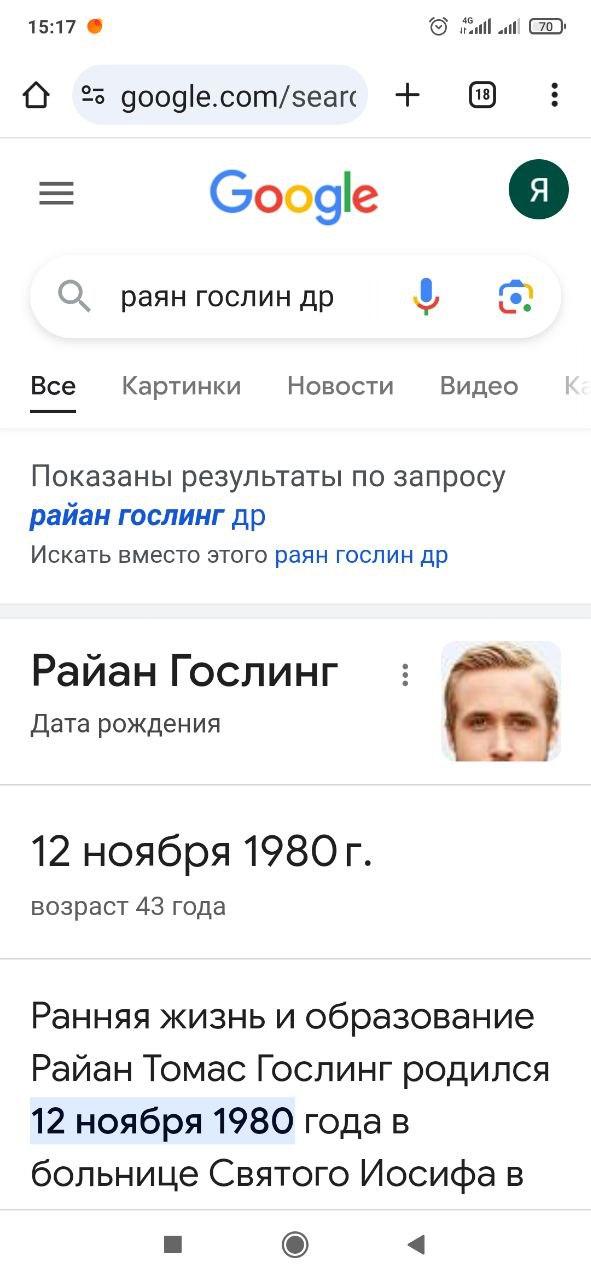 15:17
4G
70
google.com/sear
18
Google
Я
раян гослин др
Все Картинки Новости Видео Ка
Показаны результаты по запросу
райан гослинг др
Искать вместо этого раян гослин др
Райан Гослинг
Дата рождения
12 ноября 1980 г.
возраст 43 года
Ранняя жизнь и образование
Райан Томас Гослинг родился
12 ноября 1980 года в
больнице Святого Иосифа в